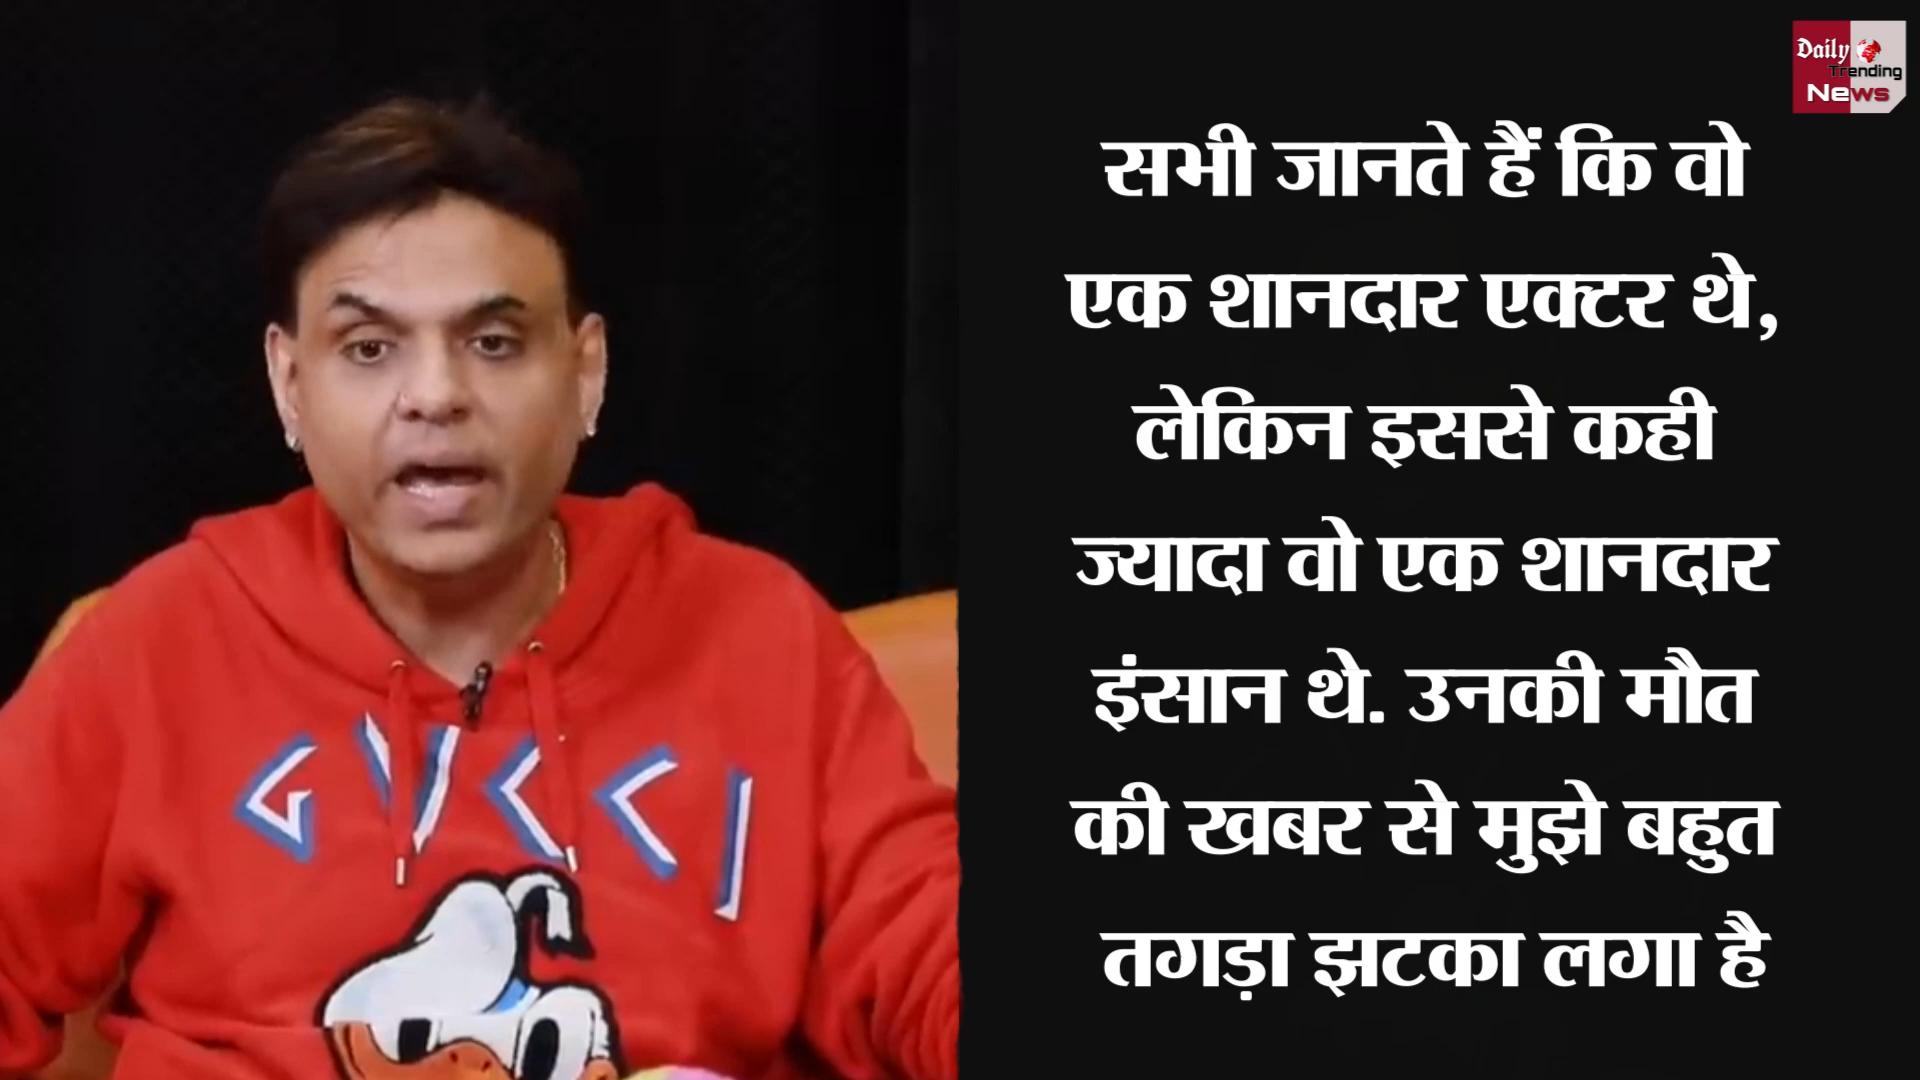 Daily
Trending
News
सभी जानते हैं कि वो
एक शानदार एक्टर थे,
लेकिन इससे कही
ज्यादा वो एक शानदार
इंसान थे. उनकी मौत
की खबर से मुझे बहुत
तगड़ा झटका लगा है
GUCCI